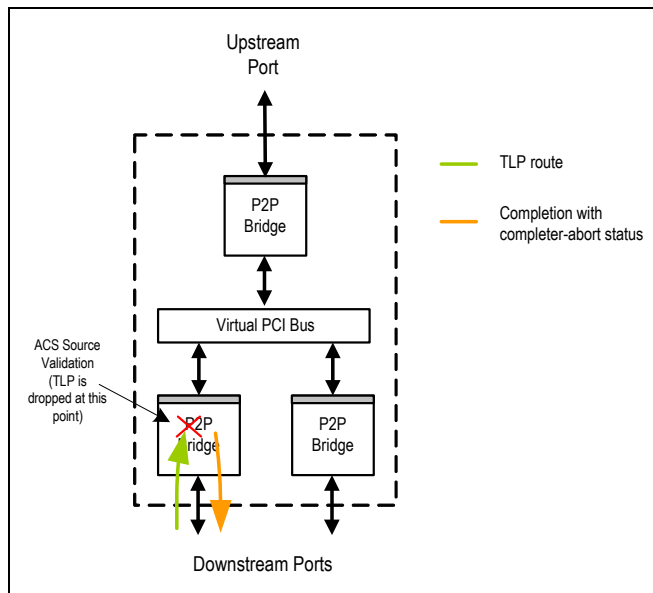 Upstream
Port
TLP route
P2P
Bridge
Completion with
completer-abort status
Virtual PCI Bus
ACS Source
Validation
(TLP is
dropped at this
point)
P2P
Bridge
P2P
Bridge
Downstream Ports